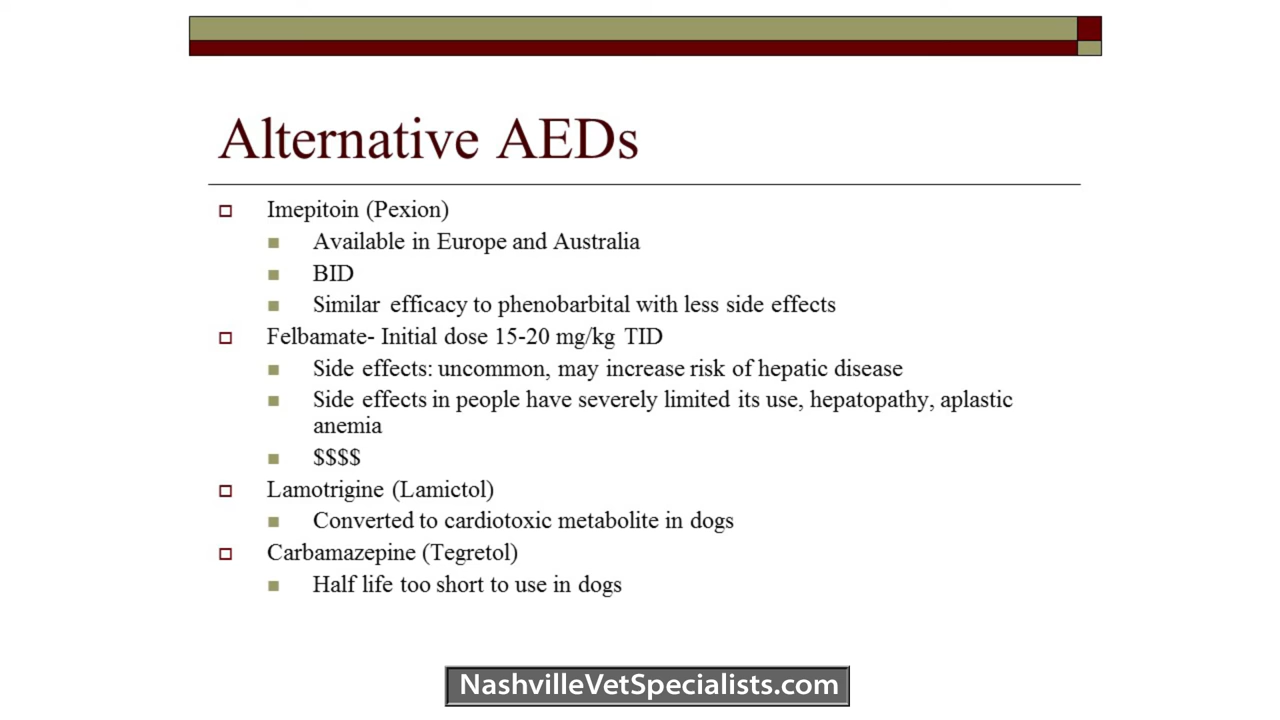 Alternative AEDs
Imepitoin (Pexion)
Available in Europe and Australia
BID
Similar efficacy to phenobarbital with less side effects
Felbamate- Initial dose 15-20 mg/kg TID
Side effects: uncommon, may increase risk of hepatic disease
Side effects in people have severely limited its use, hepatopathy, aplastic
anemia
$$$$
Lamotrigine (Lamictol)
Converted to cardiotoxic metabolite in dogs
Carbamazepine (Tegretol)
Half life too short to use in dogs
NashvilleVetSpecialists.com